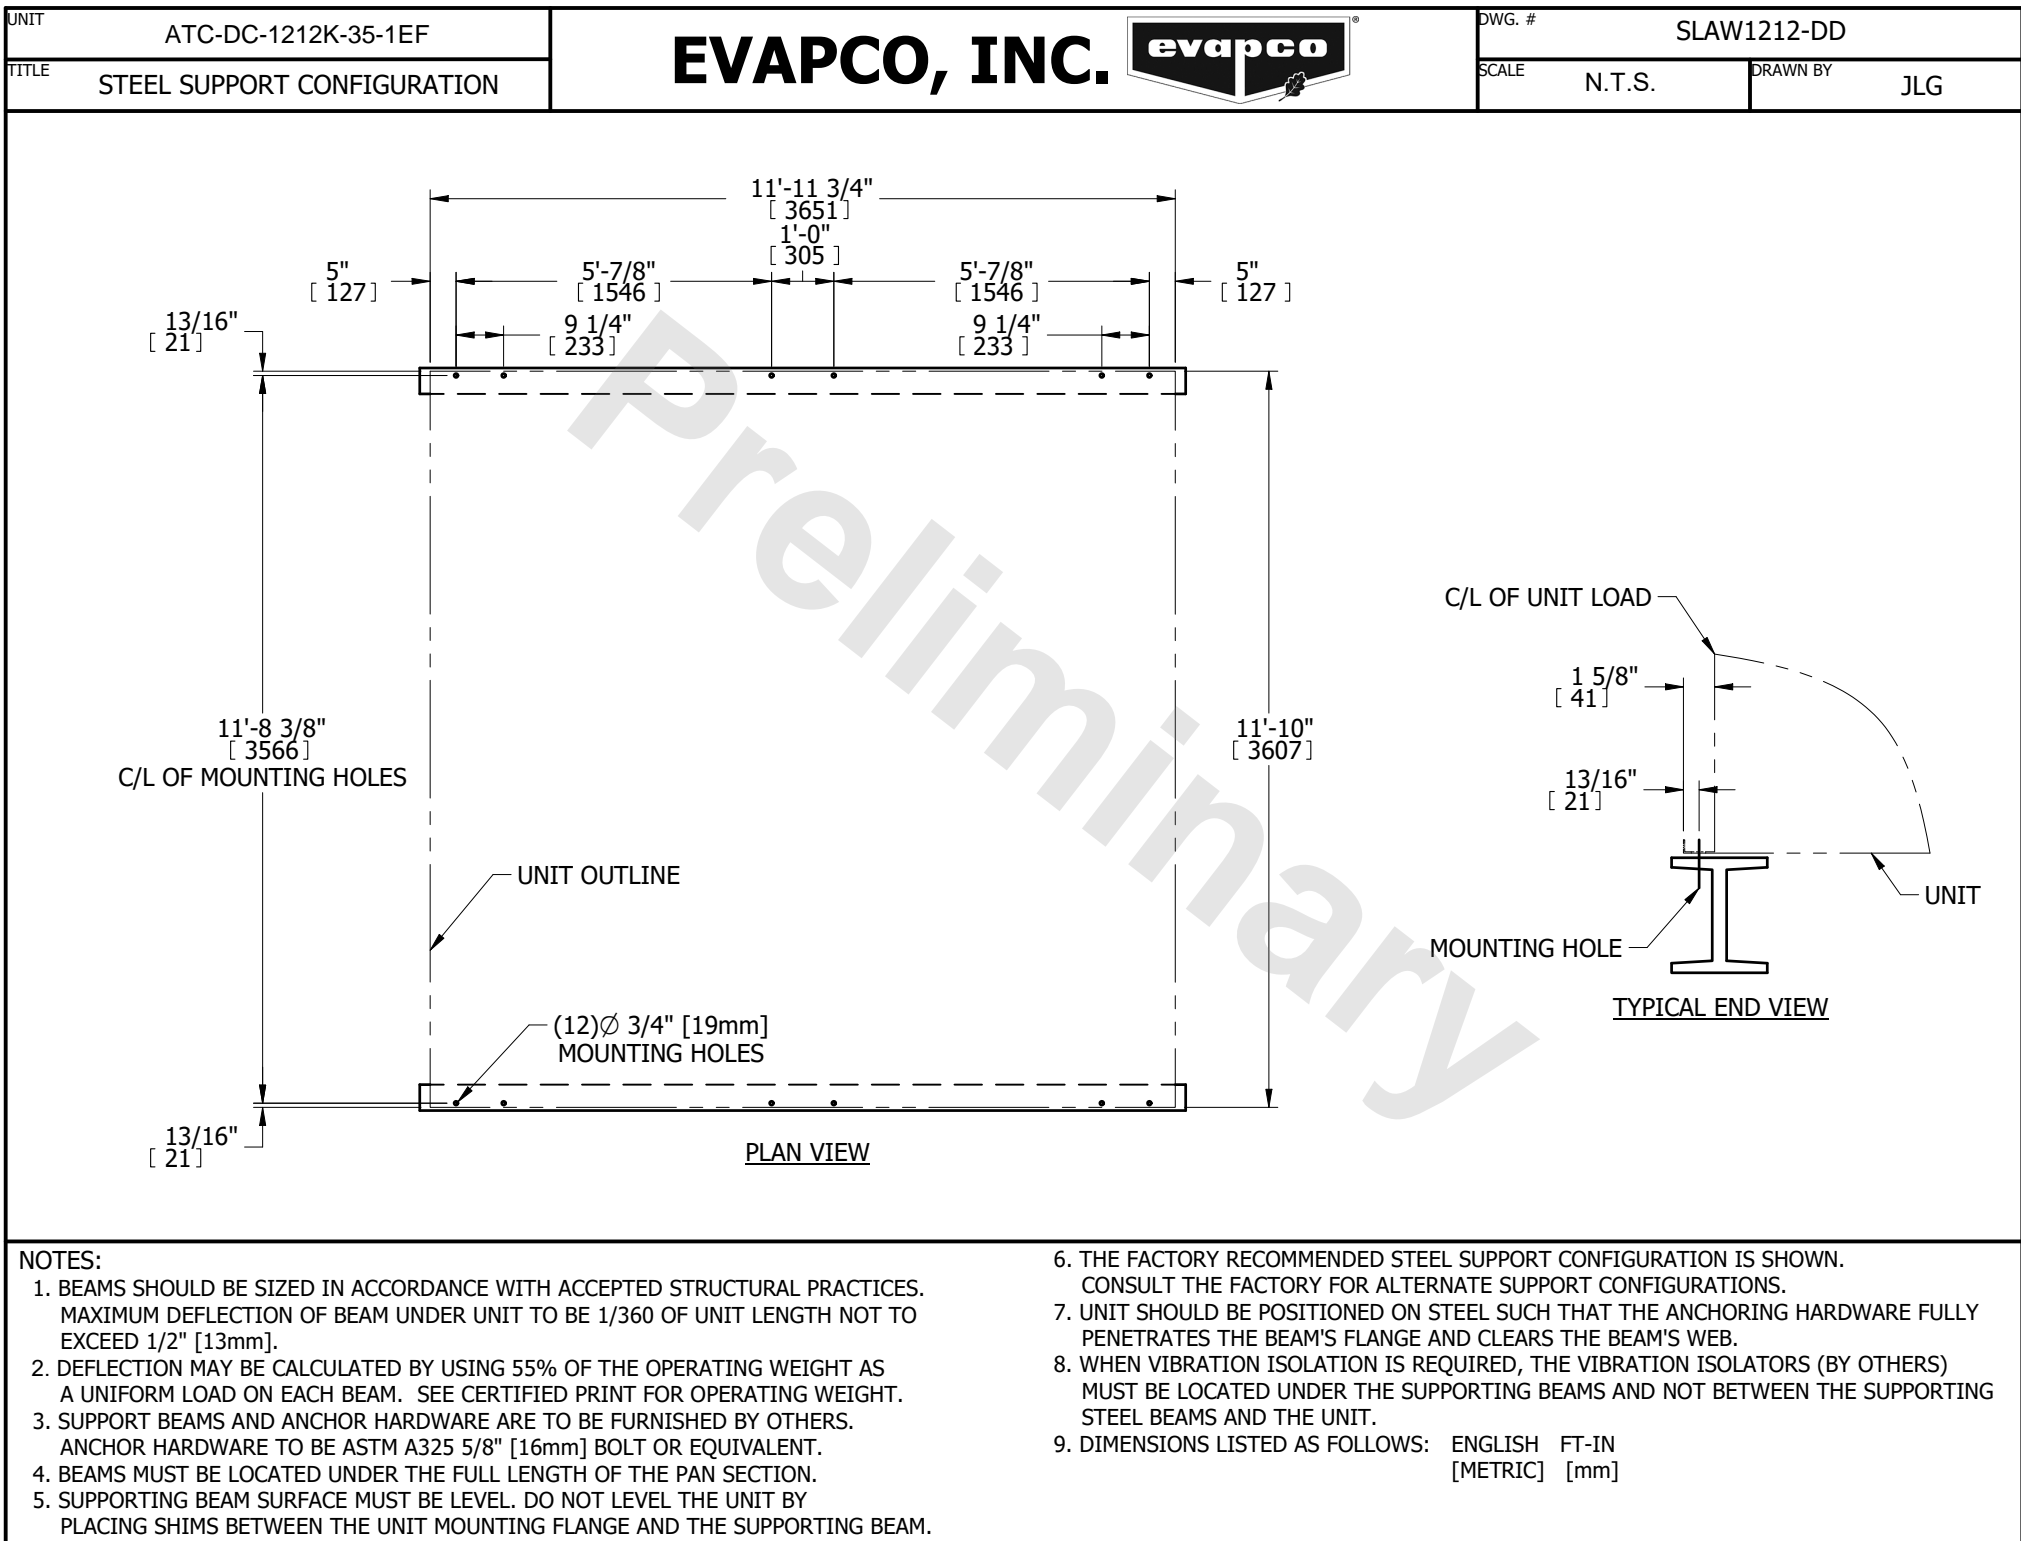 UNIT
ATC-DC-1212K-35-1EF
TITLE
STEEL SUPPORT CONFIGURATION
EVAPCO, INC.
evapco
®
DWG. #
SLAW1212-DD
SCALE
N.T.S.
DRAWN BY
JLG
11'-11 3/4"
[ 3651]
1'-0"
[ 305 ]
5"
[ 127]
5'-7/8"
[ 1546 ]
5'-7/8"
[ 1546 ]
5"
[ 127 ]
13/16"
[ 21]
9 1/4"
[ 233]
9 1/4"
[ 233 ]
11'-8 3/8"
[ 3566]
C/L OF MOUNTING HOLES
11'-10"
[ 3607]
UNIT OUTLINE
(12)∅ 3/4" [19mm]
MOUNTING HOLES
13/16"
[ 21]
PLAN VIEW
C/L OF UNIT LOAD
1 5/8"
[ 41]
13/16"
[ 21]
UNIT
MOUNTING HOLE
TYPICAL END VIEW
Preliminary
NOTES:
1. BEAMS SHOULD BE SIZED IN ACCORDANCE WITH ACCEPTED STRUCTURAL PRACTICES.
MAXIMUM DEFLECTION OF BEAM UNDER UNIT TO BE 1/360 OF UNIT LENGTH NOT TO
EXCEED 1/2" [13mm].
2. DEFLECTION MAY BE CALCULATED BY USING 55% OF THE OPERATING WEIGHT AS
A UNIFORM LOAD ON EACH BEAM. SEE CERTIFIED PRINT FOR OPERATING WEIGHT.
3. SUPPORT BEAMS AND ANCHOR HARDWARE ARE TO BE FURNISHED BY OTHERS.
ANCHOR HARDWARE TO BE ASTM A325 5/8" [16mm] BOLT OR EQUIVALENT.
4. BEAMS MUST BE LOCATED UNDER THE FULL LENGTH OF THE PAN SECTION.
5. SUPPORTING BEAM SURFACE MUST BE LEVEL. DO NOT LEVEL THE UNIT BY
PLACING SHIMS BETWEEN THE UNIT MOUNTING FLANGE AND THE SUPPORTING BEAM.
6. THE FACTORY RECOMMENDED STEEL SUPPORT CONFIGURATION IS SHOWN.
CONSULT THE FACTORY FOR ALTERNATE SUPPORT CONFIGURATIONS.
7. UNIT SHOULD BE POSITIONED ON STEEL SUCH THAT THE ANCHORING HARDWARE FULLY
PENETRATES THE BEAM'S FLANGE AND CLEARS THE BEAM'S WEB.
8. WHEN VIBRATION ISOLATION IS REQUIRED, THE VIBRATION ISOLATORS (BY OTHERS)
MUST BE LOCATED UNDER THE SUPPORTING BEAMS AND NOT BETWEEN THE SUPPORTING
STEEL BEAMS AND THE UNIT.
9. DIMENSIONS LISTED AS FOLLOWS: ENGLISH FT-IN
[METRIC] [mm]